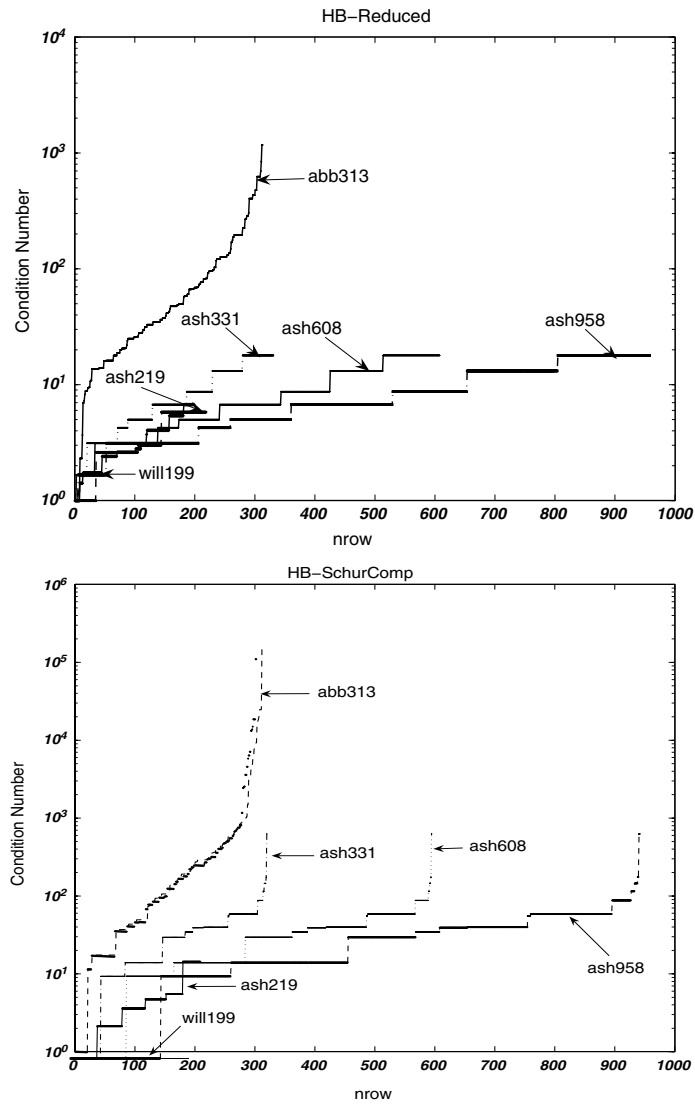 HB-Reduced
10^4
10^3
10^2
10^1
10^0
Condition Number
abb313
ash331
ash608
ash958
ash219
will199
0 100 200 300 400 500 600 700 800 900 1000
nrow
HB-SchurComp
10^6
10^5
10^4
10^3
10^2
10^1
10^0
Condition Number
abb313
ash331
ash608
ash958
ash219
will199
0 100 200 300 400 500 600 700 800 900 1000
nrow